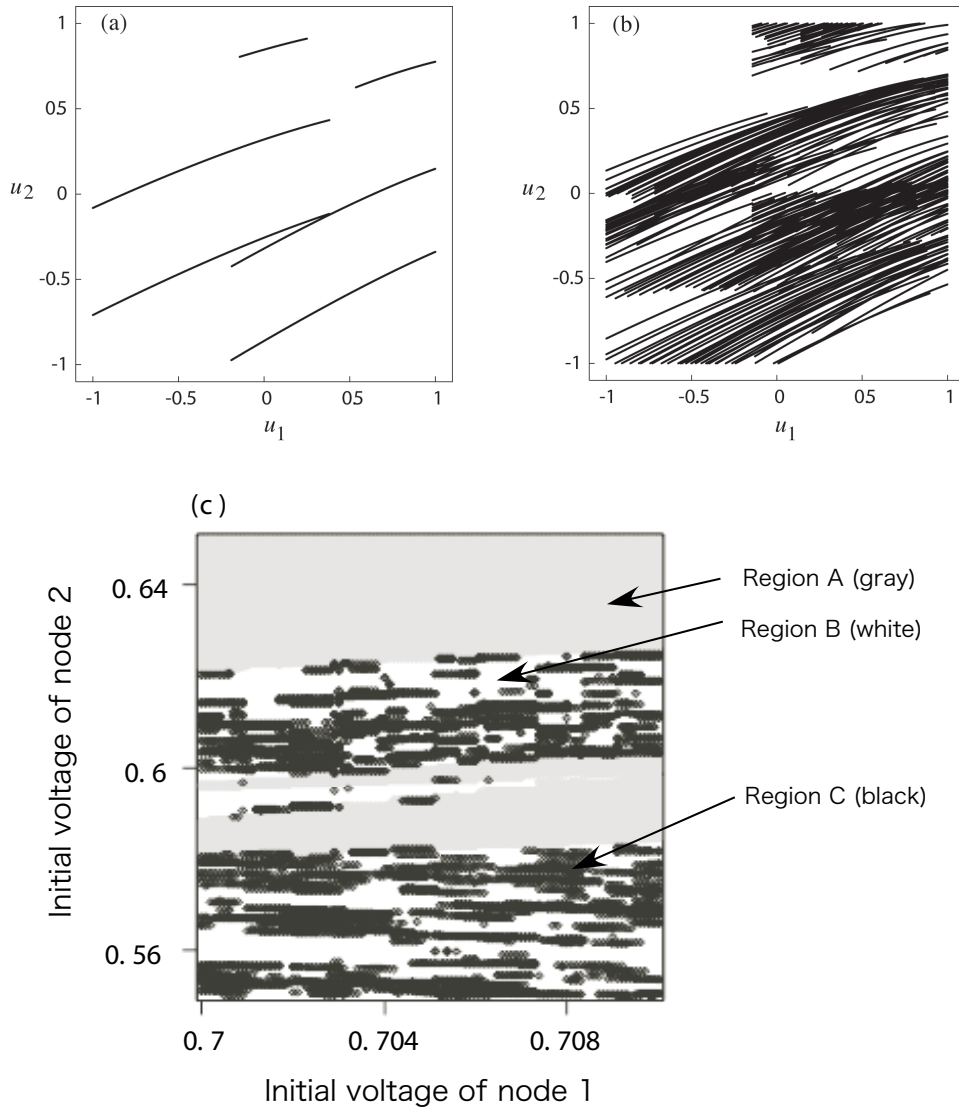 (a)
1
05
0
-0.5
-1
u2
-1
-0.5
0
05
1
u1
(b)
1
05
0
-0.5
-1
u2
-1
-0.5
0
05
1
u1
(c)
Initial voltage of node 2
0.64
0.6
0.56
Region A (gray)
Region B (white)
Region C (black)
0.7
0.704
0.708
Initial voltage of node 1